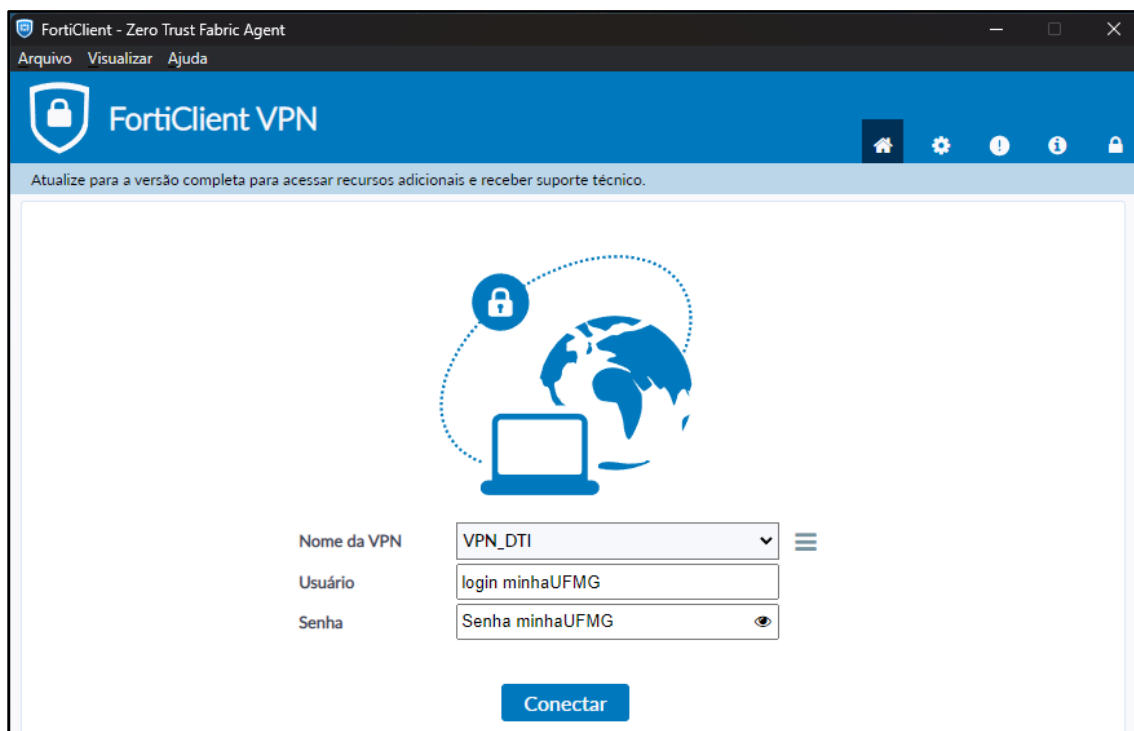 FortiClient - Zero Trust Fabric Agent
Arquivo Visualizar Ajuda
FortiClient VPN
Atualize para a versão completa para acessar recursos adicionais e receber suporte técnico.
Nome da VPN VPN_DTI
Usuário login minhaUFMG
Senha Senha minhaUFMG
Conectar